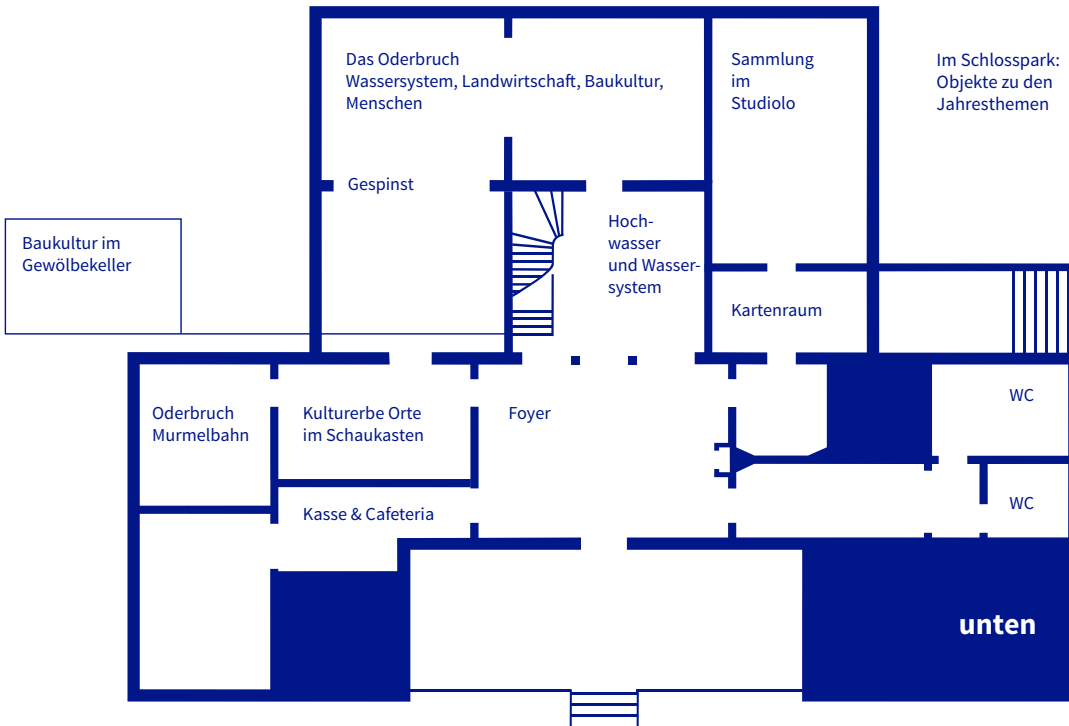 Das Oderbruch
Wassersystem, Landwirtschaft, Baukultur,
Menschen
Sammlung
im
Studiolo
Im Schlosspark:
Objekte zu den
Jahresthemen
Gespinst
Baukultur im
Gewölbekeller
Hoch-
wasser
und Wasser-
system
Kartenraum
Oderbruch
Murmelbahn
Kulturerbe Orte
im Schaukasten
Foyer
WC
Kasse & Cafeteria
WC
unten